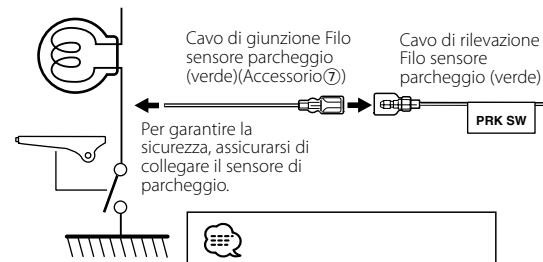 Cavo di giunzione Filo
sensore parcheggio
(verde)(Accessorio⑦)
Cavo di rilevazione
Filo sensore
parcheggio (verde)
PRK SW
Per garantire la
sicurezza, assicurarsi di
collegare il sensore di
parcheggio.